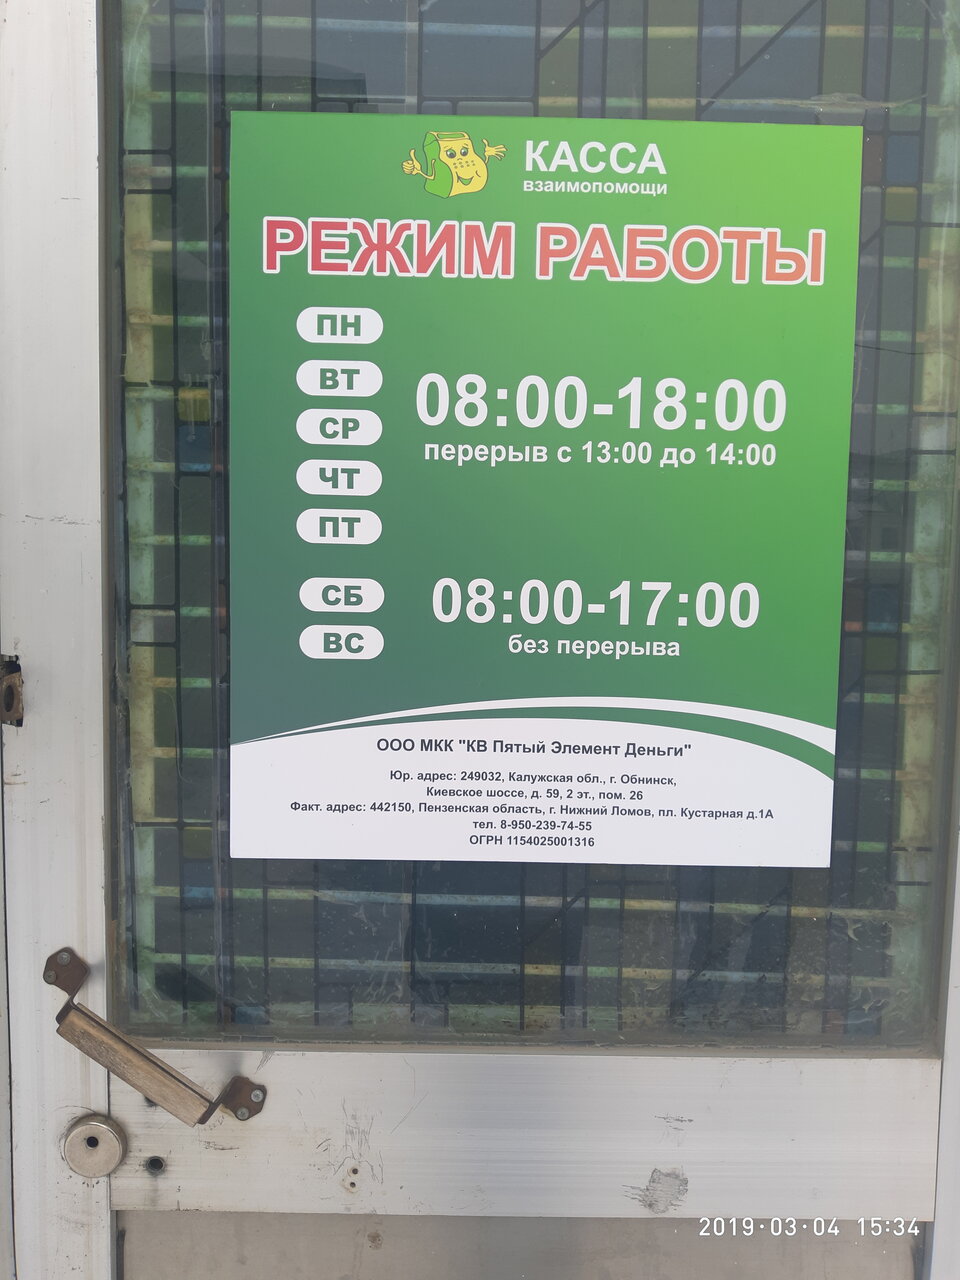 КАССА
взаимопомощи
РЕЖИМ РАБОТЫ
ПН
ВТ
СР
ЧТ
ПТ
08:00-18:00
перерыв с 13:00 до 14:00
СБ
ВС
08:00-17:00
без перерыва
ООО МКК "КВ Пятый Элемент Деньги"
Юр. адрес: 249032, Калужская обл., г. Обнинск,
Киевское шоссе, д. 59, 2 эт., пом. 26
Факт. адрес: 442150, Пензенская область, г. Нижний Ломов, пл. Кустарная д.1А
тел. 8-950-239-74-55
ОГРН 1154025001316
2019·03·04 15:34